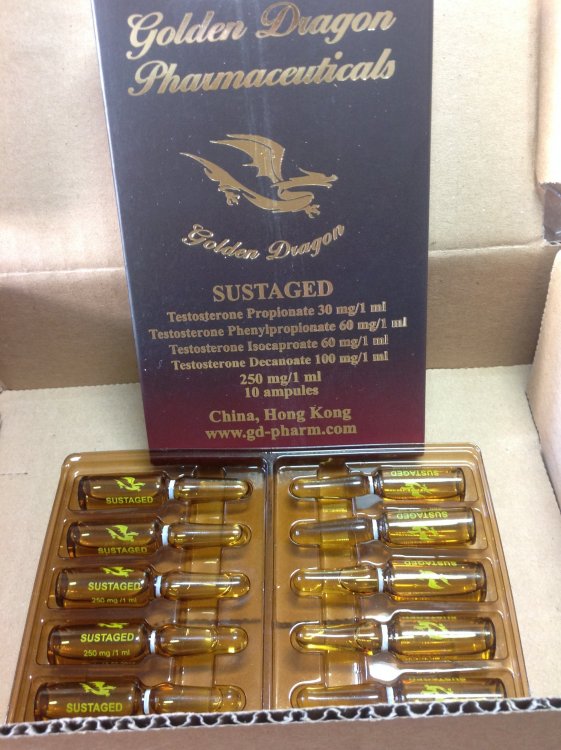 Golden Dragon
Pharmaceuticals
Golden Dragon
SUSTAGED
Testosterone Propionate 30 mg/1 ml
Testosterone Phenylpropionate 60 mg/1 ml
Testosterone Isocaproate 60 mg/1 ml
Testosterone Decanoate 100 mg/1 ml
250 mg/1 ml
10 ampules
China, Hong Kong
www.gd-pharm.com
SUSTAGED
SUSTAGED
SUSTAGED
SUSTAGED
SUSTAGED
250 mg/1 ml
SUSTAGED
250 mg/1 ml